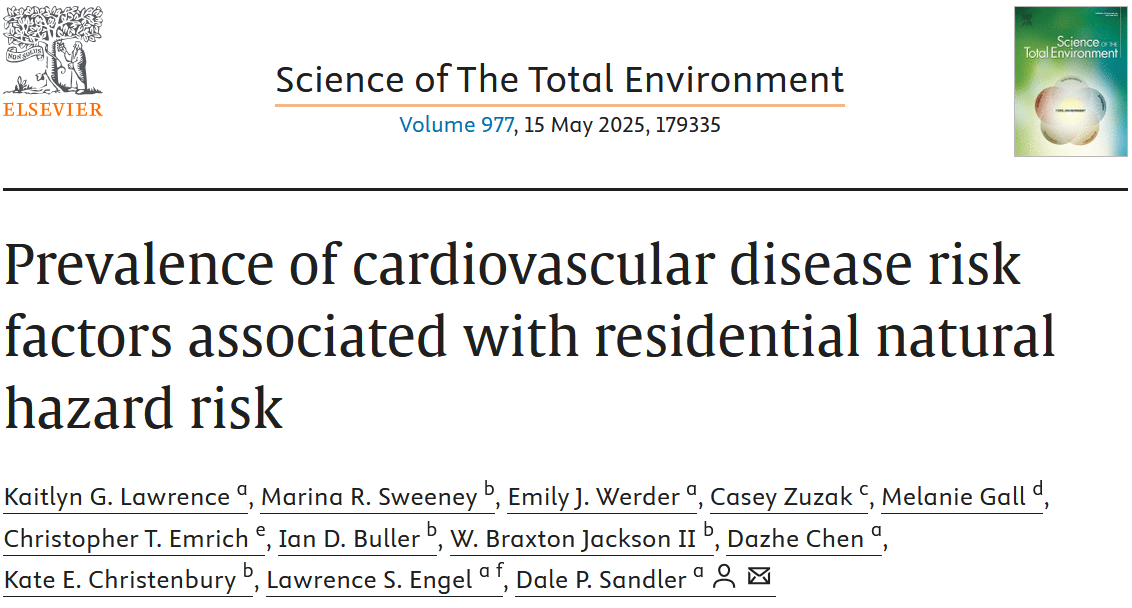 NON SOLUS
ELSEVIER
Science of The Total Environment
Volume 977, 15 May 2025, 179335
Science OF THE
Total Environment
Prevalence of cardiovascular disease risk
factors associated with residential natural
hazard risk
Kaitlyn G. Lawrence a, Marina R. Sweeney b, Emily J. Werder a, Casey Zuzak c, Melanie Gall d,
Christopher T. Emrich e, Ian D. Buller b, W. Braxton Jackson II b, Dazhe Chen a,
Kate E. Christenbury b, Lawrence S. Engel a f, Dale P. Sandler a